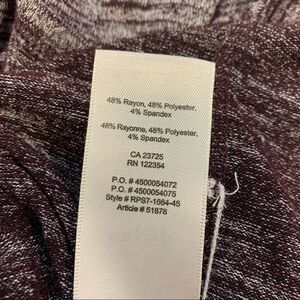 48% Rayon, 48% Polyester,
4% Spandex
48% Rayonne, 48% Polyester,
4% Spandex
CA 23725
RN 122354
P.O. # 4500054072
P.O. # 4500054075
Style # RPS7-1664-45
Article # 51878